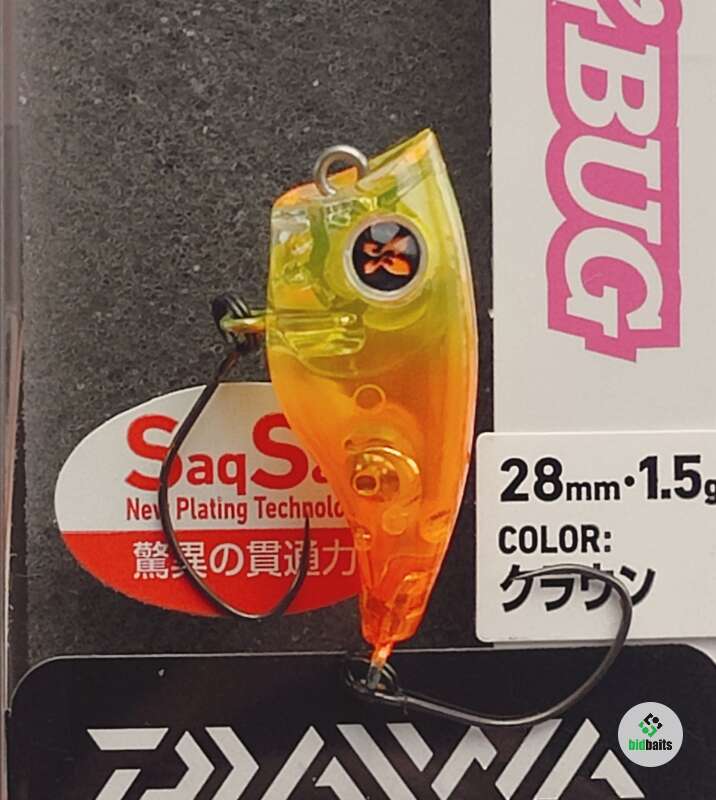 BUG
SaqSa
New Plating Technolo
驚異の貫通力
28mm・1.5g
COLOR:
クラウン
DAIWA
bidbaits